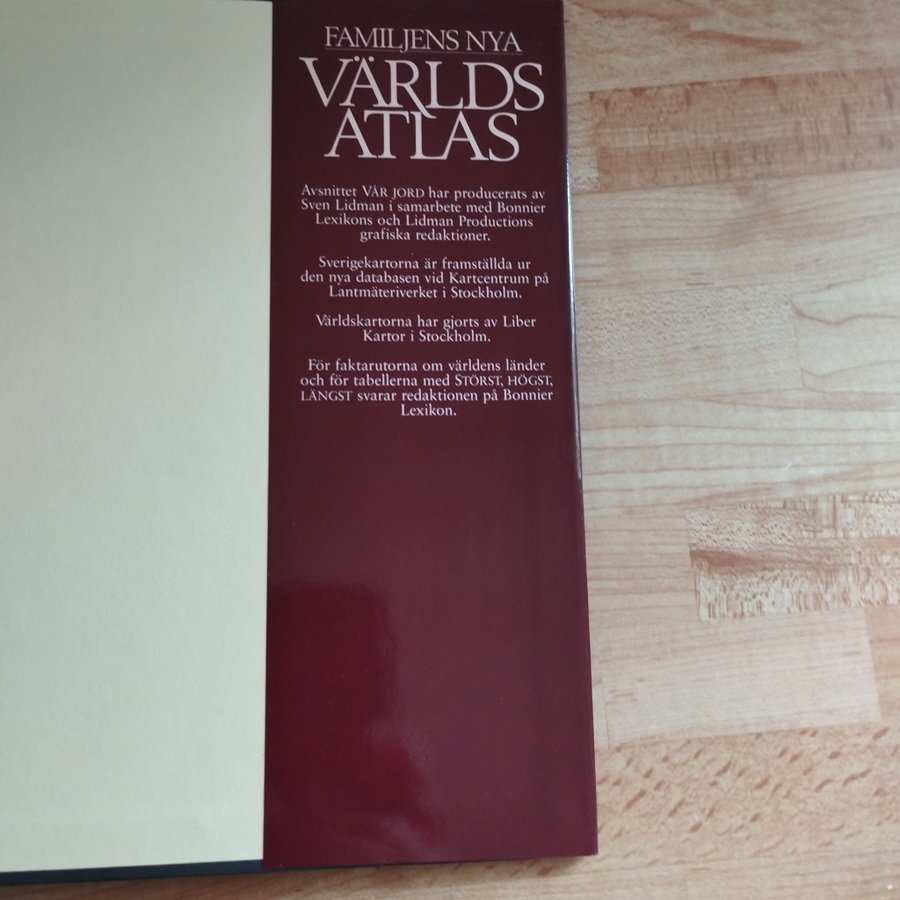 FAMILJENS NYA
VÄRLDS
ATLAS
Avsnittet VÅR JORD har producerats av
Sven Lidman i samarbete med Bonnier
Lexikons och Lidman Productions
grafiska redaktioner.
Sverigekartorna är framställda ur
den nya databasen vid Kartcentrum på
Lantmäteriverket i Stockholm.
Världskartorna har gjorts av Liber
Kartor i Stockholm.
För faktarutorna om världens länder
och för tabellerna med STÖRST, HÖGST,
LÄNGST svarar redaktionen på Bonnier
Lexikon.